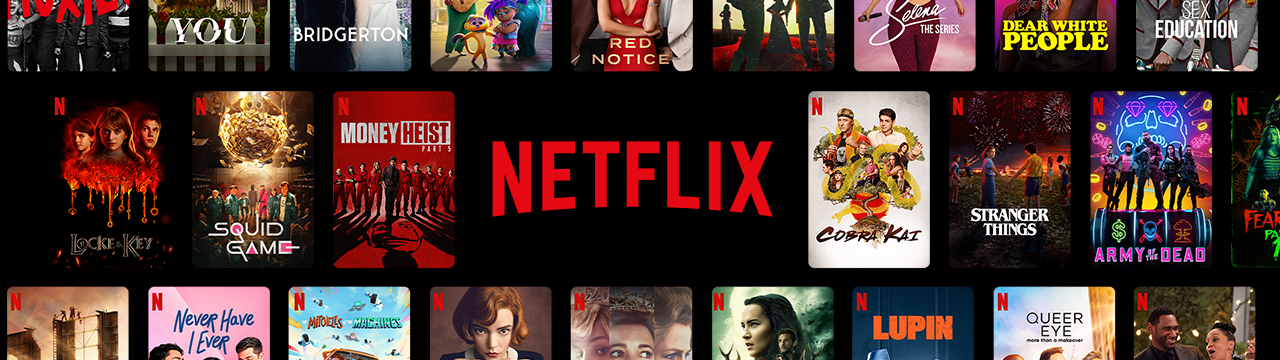 YOU
BRIDGERTON
RED
NOTICE
Selena
THE SERIES
DEAR WHITE
PEOPLE
SEX
EDUCATION
N
N
N
N
N
N
N
LOCKE & KEY
SQUID
GAME
MONEY HEIST
PART 5
NETFLIX
COBRA KAI
STRANGER
THINGS
ARMY OF THE DEAD
N
N
N
N
N
N
N
N
N
Never Have
I Ever
THE MITCHELLS VS. THE MACHINES
LUPIN
QUEER
EYE
more than a makeover